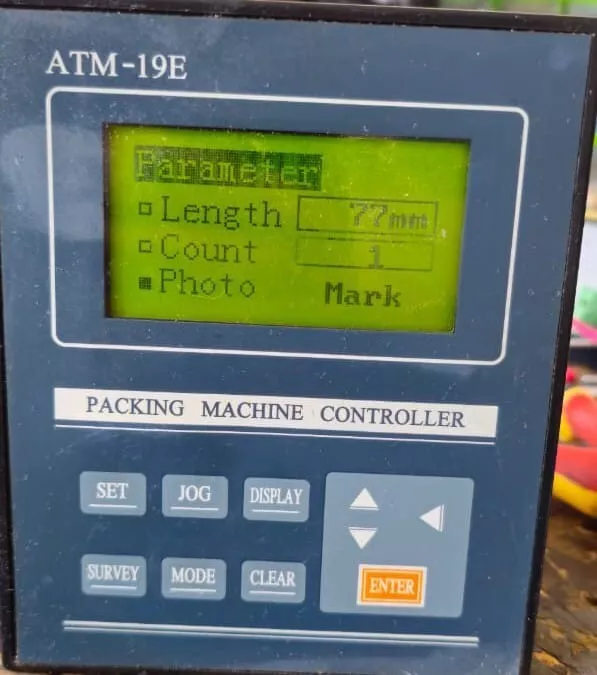 ATM-19E
Parameter
Length 77mm
Count 1
Photo Mark
PACKING MACHINE CONTROLLER
SET JOG DISPLAY
SURVEY MODE CLEAR ENTER